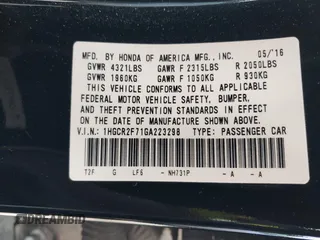 MFD. BY HONDA OF AMERICA MFG., INC. 05/16
GVWR 4321LBS GAWR F 2315LBS R 2050LBS
GVWR 1960KG GAWR F 1050KG R 930KG
THIS VEHICLE CONFORMS TO ALL APPLICABLE
FEDERAL MOTOR VEHICLE SAFETY, BUMPER,
AND THEFT PREVENTION STANDARDS IN EFFECT
ON THE DATE OF MANUFACTURE SHOWN ABOVE.
V.I.N.: 1HGCR2F71GA223298 TYPE: PASSENGER CAR
T2F G LF6 - NH731P - A - A